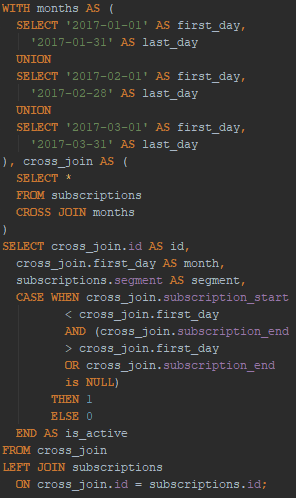 WITH months AS (
  SELECT '2017-01-01' AS first_day,
    '2017-01-31' AS last_day
  UNION
  SELECT '2017-02-01' AS first_day,
    '2017-02-28' AS last_day
  UNION
  SELECT '2017-03-01' AS first_day,
    '2017-03-31' AS last_day
), cross_join AS (
  SELECT *
  FROM subscriptions
  CROSS JOIN months
)
SELECT cross_join.id AS id,
  cross_join.first_day AS month,
  subscriptions.segment AS segment,
  CASE WHEN cross_join.subscription_start
        < cross_join.first_day
        AND (cross_join.subscription_end
        > cross_join.first_day
        OR cross_join.subscription_end
        is NULL)
      THEN 1
      ELSE 0
  END AS is_active
FROM cross_join
LEFT JOIN subscriptions
  ON cross_join.id = subscriptions.id;